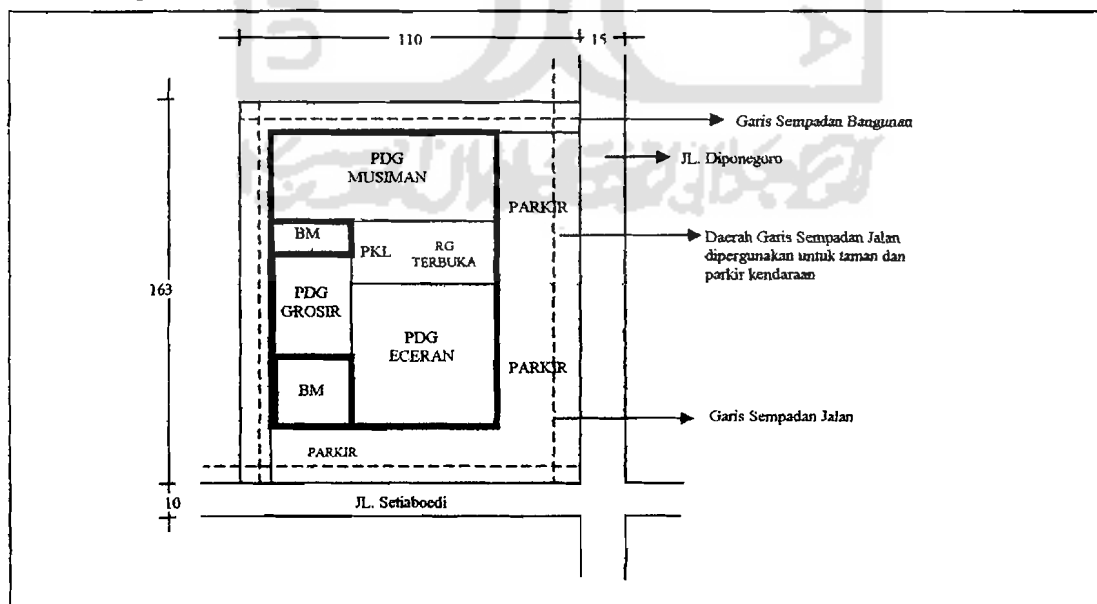 110
15
Garis Sempadan Bangunan
PDG
MUSIMAN
JL. Diponegoro
PARKIR
BM
PKL
RG
TERBUKA
Daerah Garis Sempadan Jalan
dipergunakan untuk taman dan
parkir kendaraan
163
PDG
GROSIR
PDG
ECERAN
PARKIR
BM
Garis Sempadan Jalan
PARKIR
10
JL. Setiaboedi